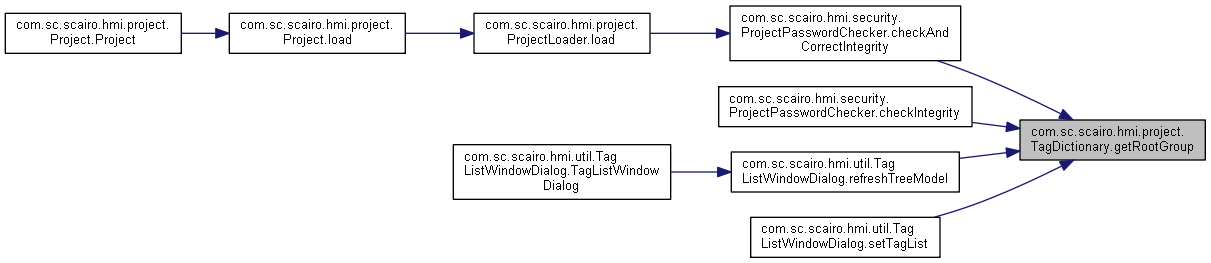 com.sc.scairo.hmi.project.
Project.Project
com.sc.scairo.hmi.project.
Project.load
com.sc.scairo.hmi.project.
ProjectLoader.load
com.sc.scairo.hmi.security.
ProjectPasswordChecker.checkAnd
CorrectIntegrity
com.sc.scairo.hmi.security.
ProjectPasswordChecker.checkIntegrity
com.sc.scairo.hmi.project.
TagDictionary.getRootGroup
com.sc.scairo.hmi.util.Tag
ListWindowDialog.TagListWindow
Dialog
com.sc.scairo.hmi.util.Tag
ListWindowDialog.refreshTreeModel
com.sc.scairo.hmi.util.Tag
ListWindowDialog.setTagList